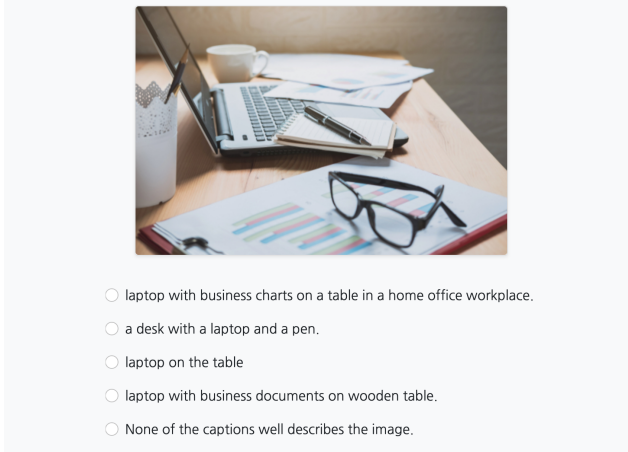 laptop with business charts on a table in a home office workplace.
a desk with a laptop and a pen.
laptop on the table
laptop with business documents on wooden table.
None of the captions well describes the image.